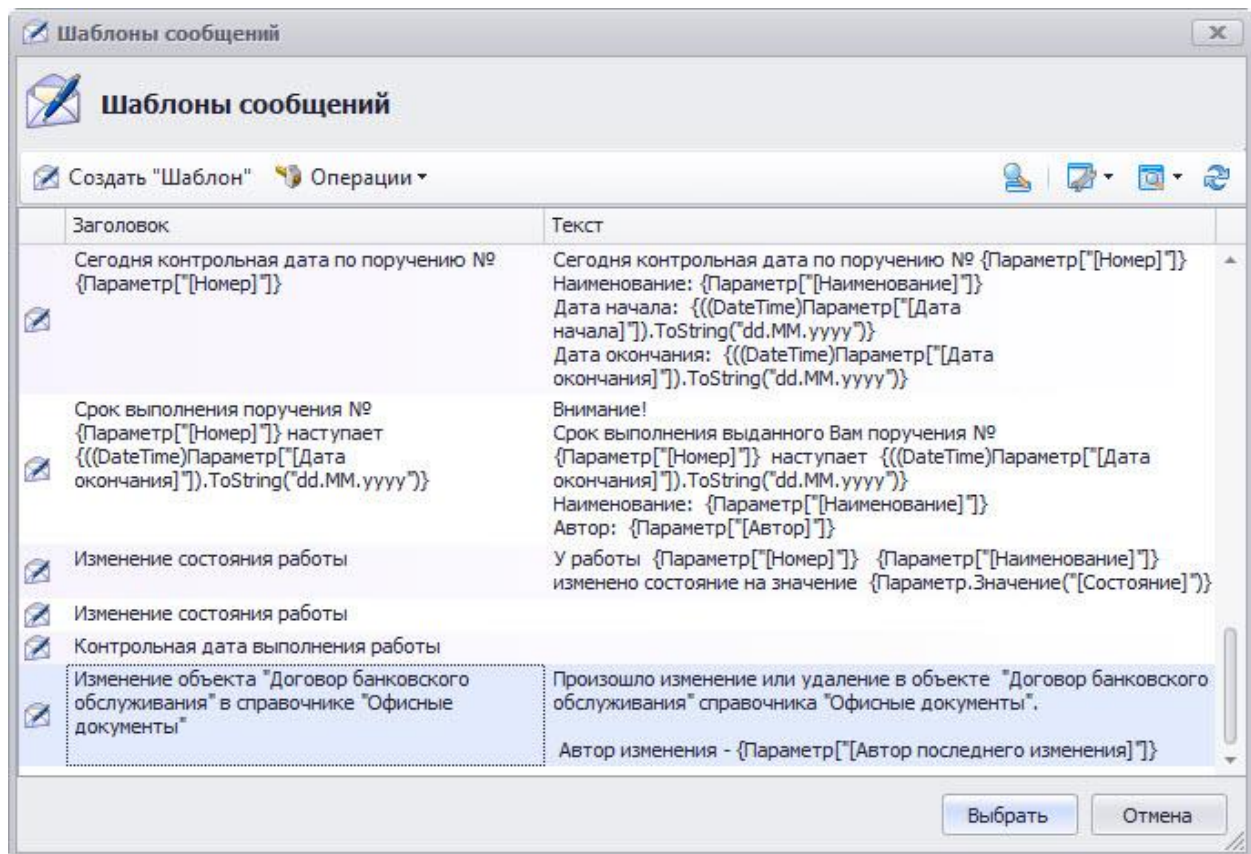 Шаблоны сообщений
Шаблоны сообщений
Создать "Шаблон" Операции
Заголовок Текст
Сегодня контрольная дата по поручению №
{Параметр["[Номер]"]}
Сегодня контрольная дата по поручению № {Параметр["[Номер]"]}
Наименование: {Параметр["[Наименование]"]}
Дата начала: {((DateTime)Параметр["[Дата
начала]"]).ToString("dd.MM.yyyy")}
Дата окончания: {((DateTime)Параметр["[Дата
окончания]"]).ToString("dd.MM.yyyy")}
Срок выполнения поручения №
{Параметр["[Номер]"]} наступает
{((DateTime)Параметр["[Дата
окончания]"]).ToString("dd.MM.yyyy")}
Внимание!
Срок выполнения выданного Вам поручения №
{Параметр["[Номер]"]} наступает {((DateTime)Параметр["[Дата
окончания]"]).ToString("dd.MM.yyyy")}
Наименование: {Параметр["[Наименование]"]}
Автор: {Параметр["[Автор]"]}
Изменение состояния работы
У работы {Параметр["[Номер]"]} {Параметр["[Наименование]"]}
изменено состояние на значение {Параметр.Значение("[Состояние]")}
Изменение состояния работы
Контрольная дата выполнения работы
Изменение объекта "Договор банковского
обслуживания" в справочнике "Офисные
документы"
Произошло изменение или удаление в объекте "Договор банковского
обслуживания" справочника "Офисные документы".
Автор изменения - {Параметр["[Автор последнего изменения]"]}
Выбрать Отмена